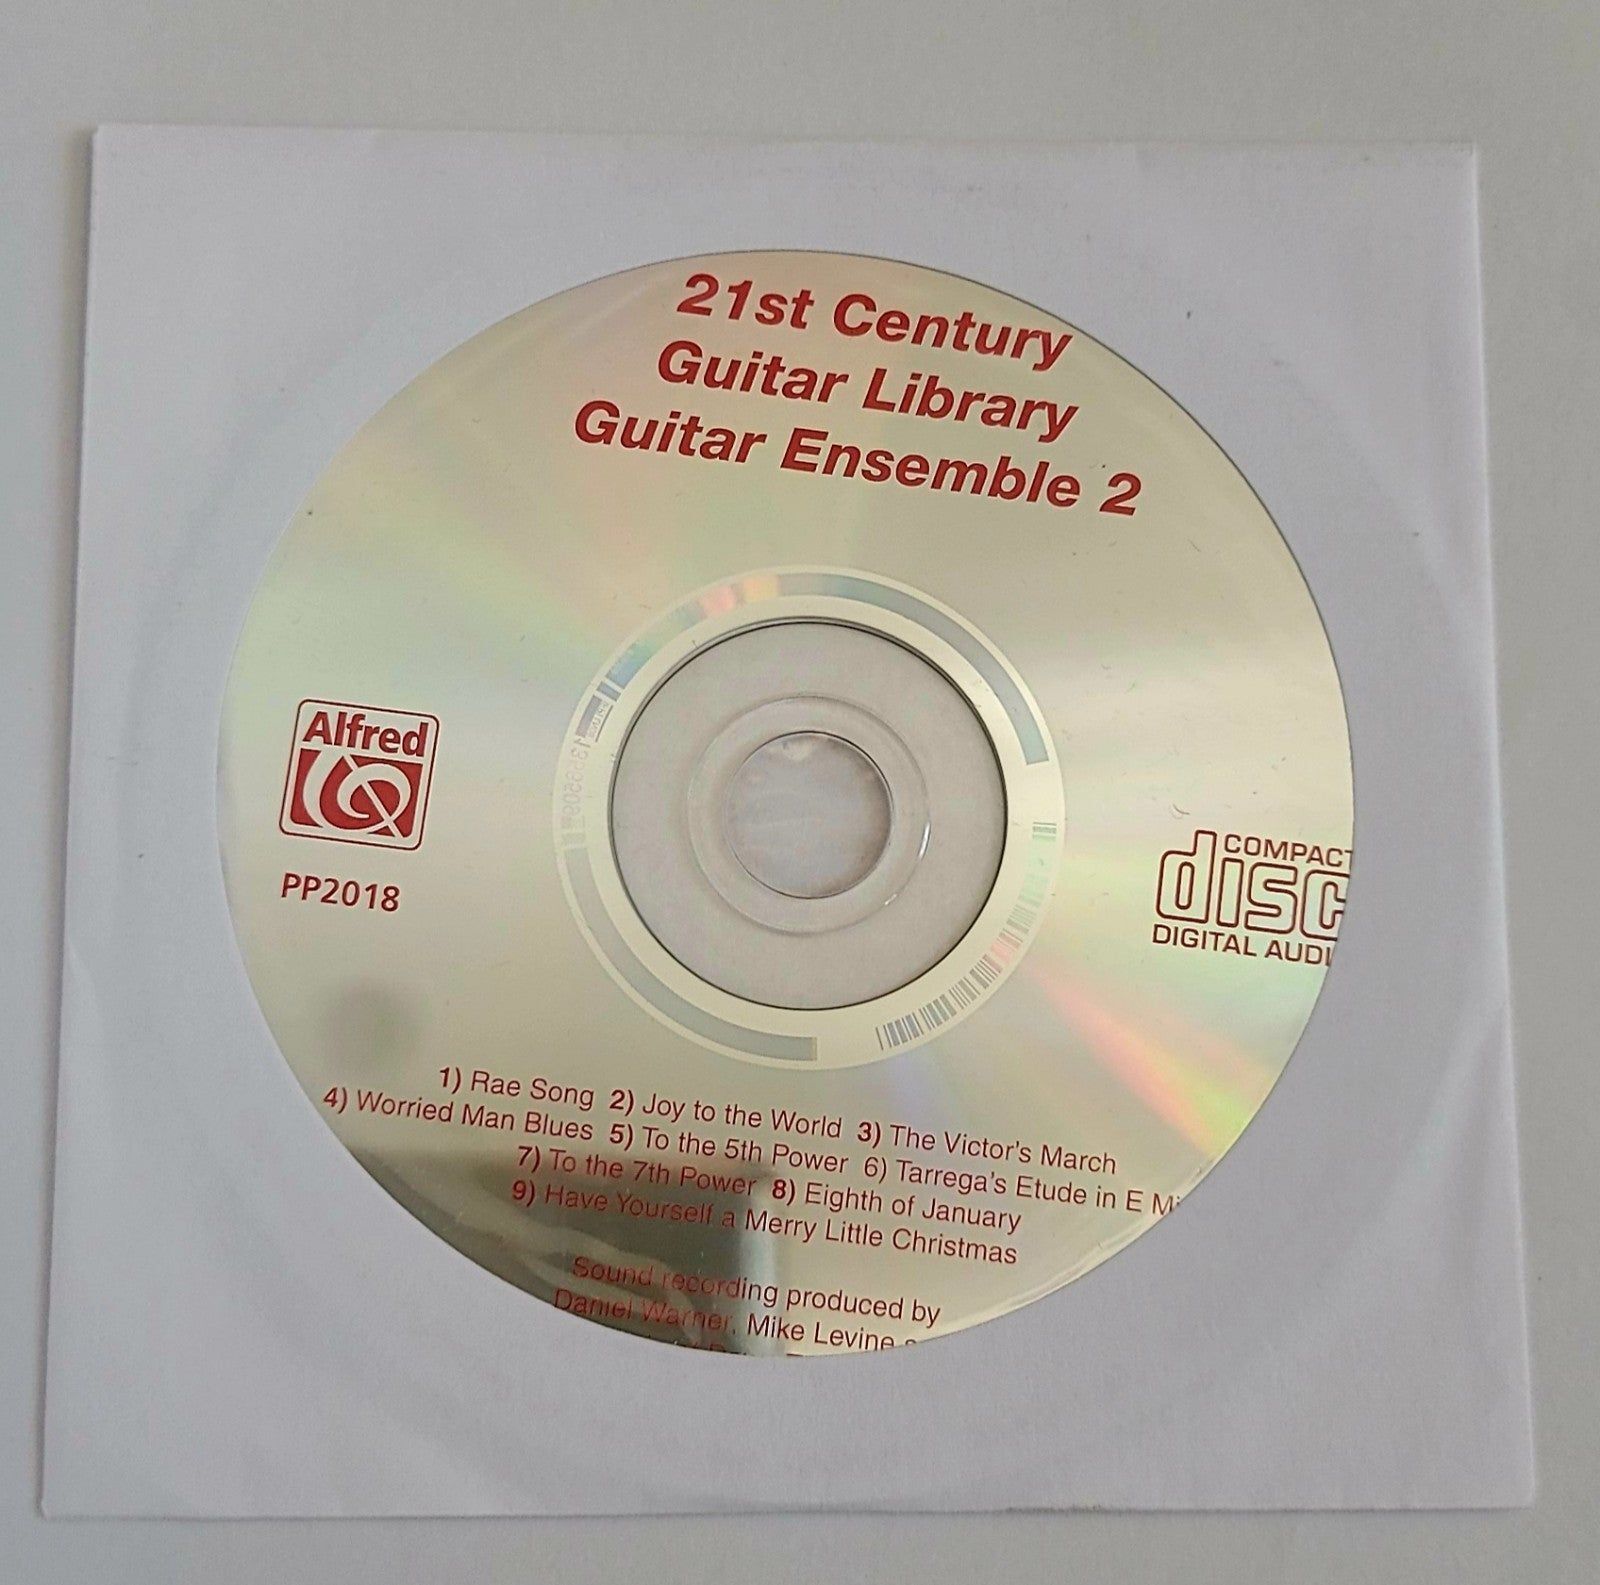 21st Century
Guitar Library
Guitar Ensemble 2
Alfred
PP2018
COMPACT
disc
DIGITAL AUDI
1) Rae Song 2) Joy to the World 3) The Victor's March
4) Worried Man Blues 5) To the 5th Power 6) Tarrega's Etude in E Mi
7) To the 7th Power 8) Eighth of January
9) Have Yourself a Merry Little Christmas
Sound recording produced by
Daniel Warner, Mike Levine